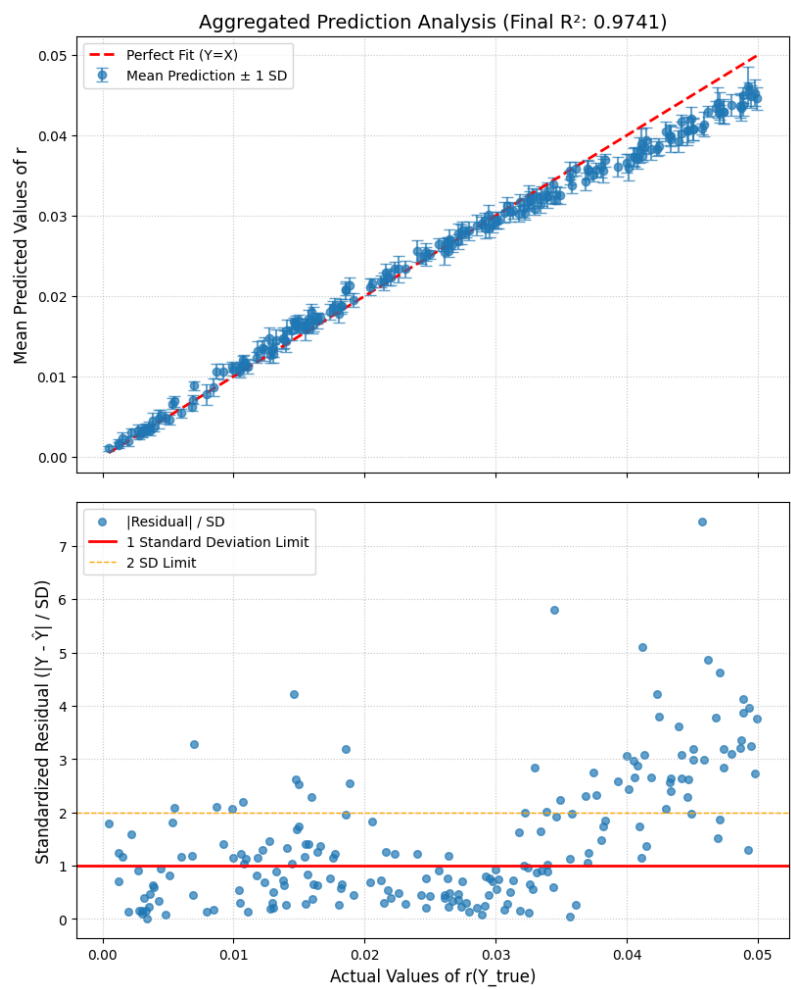 Aggregated Prediction Analysis (Final R²: 0.9741)
Perfect Fit (Y=X)
Mean Prediction ± 1 SD
Mean Predicted Values of r
0.05
0.04
0.03
0.02
0.01
0.00
|Residual| / SD
1 Standard Deviation Limit
2 SD Limit
Standardized Residual (|Y - Ŷ| / SD)
7
6
5
4
3
2
1
0
0.00 0.01 0.02 0.03 0.04 0.05
Actual Values of r(Y_true)